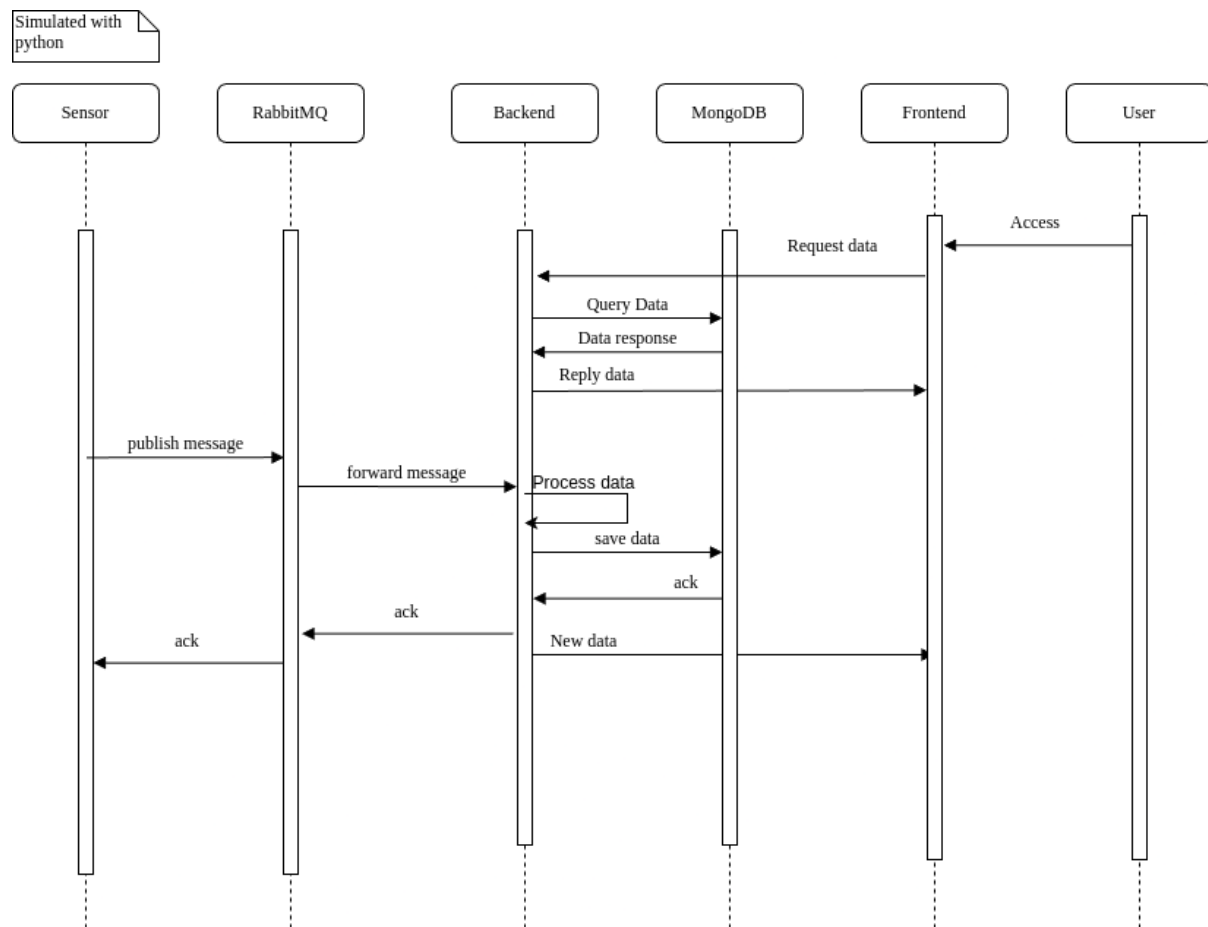 Simulated with
python
Sensor
RabbitMQ
Backend
MongoDB
Frontend
User
Access
Request data
Query Data
Data response
Reply data
publish message
forward message
Process data
save data
ack
ack
ack
New data